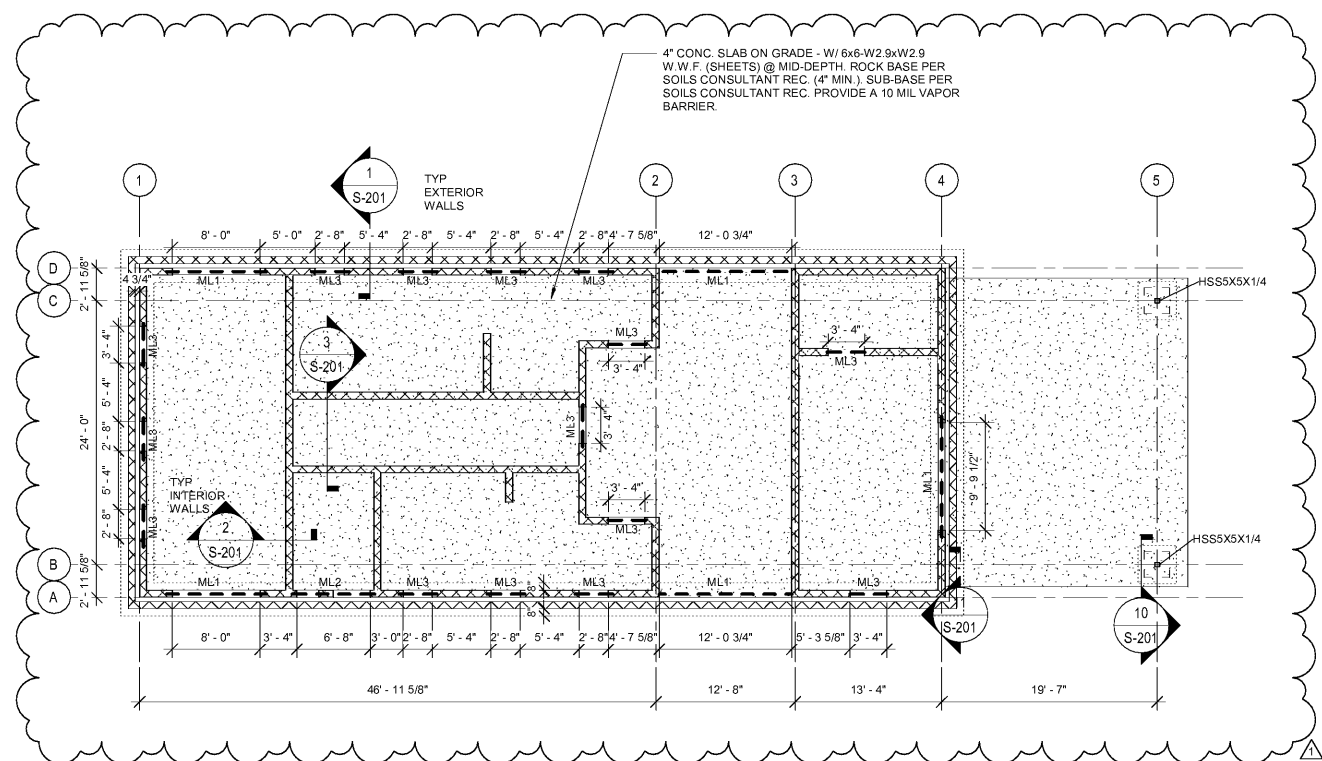 4" CONC. SLAB ON GRADE - W/ 6x6-W2.9xW2.9
W.W.F. (SHEETS) @ MID-DEPTH. ROCK BASE PER
SOILS CONSULTANT REC. (4" MIN.). SUB-BASE PER
SOILS CONSULTANT REC. PROVIDE A 10 MIL VAPOR
BARRIER.
1
1
S-201
TYP
EXTERIOR
WALLS
2
3
4
5
8' - 0"
5' - 0"
2' - 8"
5' - 4"
2' - 8"
5' - 4"
2' - 8"
5' - 4"
2' - 8"
4' - 7 5/8"
12' - 0 3/4"
D
C
2' - 11 5/8"
4 3/4"
ML1
ML3
ML3
ML3
ML3
ML1
HSS5X5X1/4
3' - 4"
5' - 4"
2' - 8"
5' - 4"
2' - 8"
24' - 0"
ML3
ML3
ML3
3
S-201
ML3
3' - 4"
3' - 4"
ML3
ML3
3' - 4"
ML1
9' - 9 1/2"
3' - 4"
ML3
TYP
INTERIOR
WALLS
2
S-201
HSS5X5X1/4
B
A
2' - 11 5/8"
ML1
ML2
ML3
ML3
ML3
ML1
ML3
8"
8"
S-201
10
S-201
8' - 0"
3' - 4"
6' - 8"
3' - 0"
2' - 8"
5' - 4"
2' - 8"
5' - 4"
2' - 8"
4' - 7 5/8"
12' - 0 3/4"
5' - 3 5/8"
3' - 4"
46' - 11 5/8"
12' - 8"
13' - 4"
19' - 7"
1